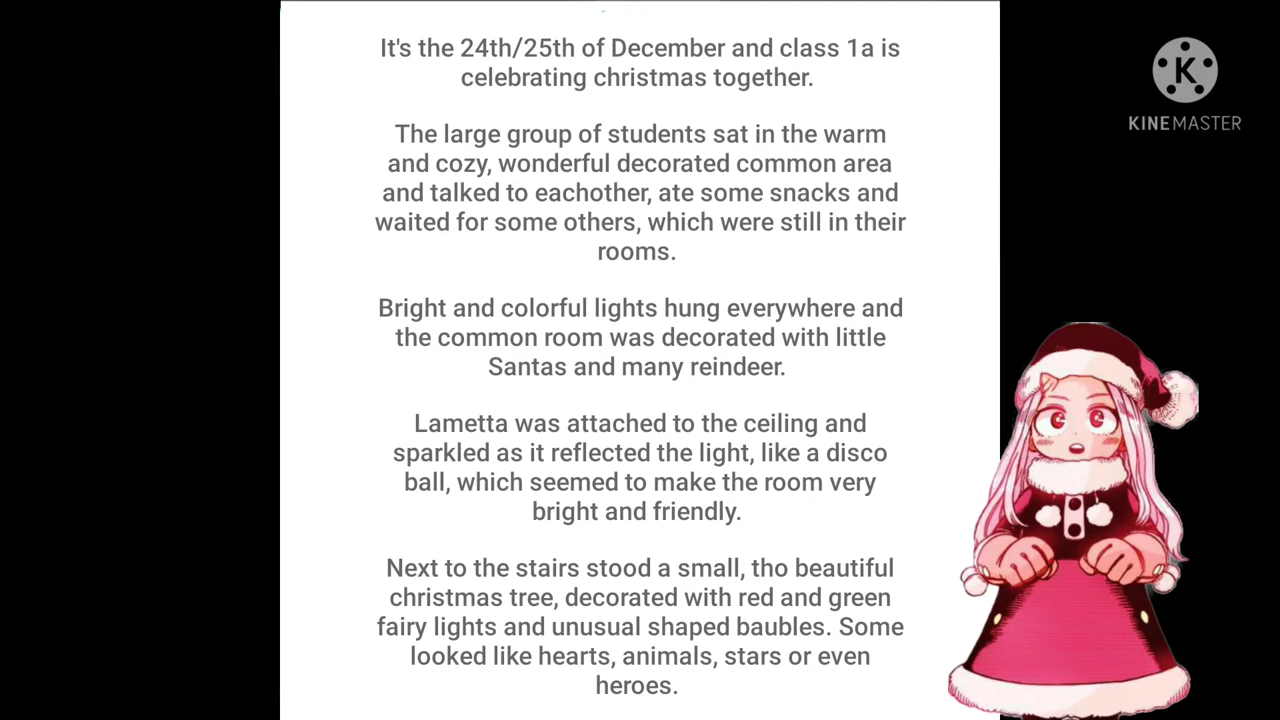 It's the 24th/25th of December and class 1a is
celebrating christmas together.
The large group of students sat in the warm
and cozy, wonderful decorated common area
and talked to eachother, ate some snacks and
waited for some others, which were still in their
rooms.
Bright and colorful lights hung everywhere and
the common room was decorated with little
Santas and many reindeer.
Lametta was attached to the ceiling and
sparkled as it reflected the light, like a disco
ball, which seemed to make the room very
bright and friendly.
Next to the stairs stood a small, tho beautiful
christmas tree, decorated with red and green
fairy lights and unusual shaped baubles. Some
looked like hearts, animals, stars or even
heroes.
K
KINEMASTER